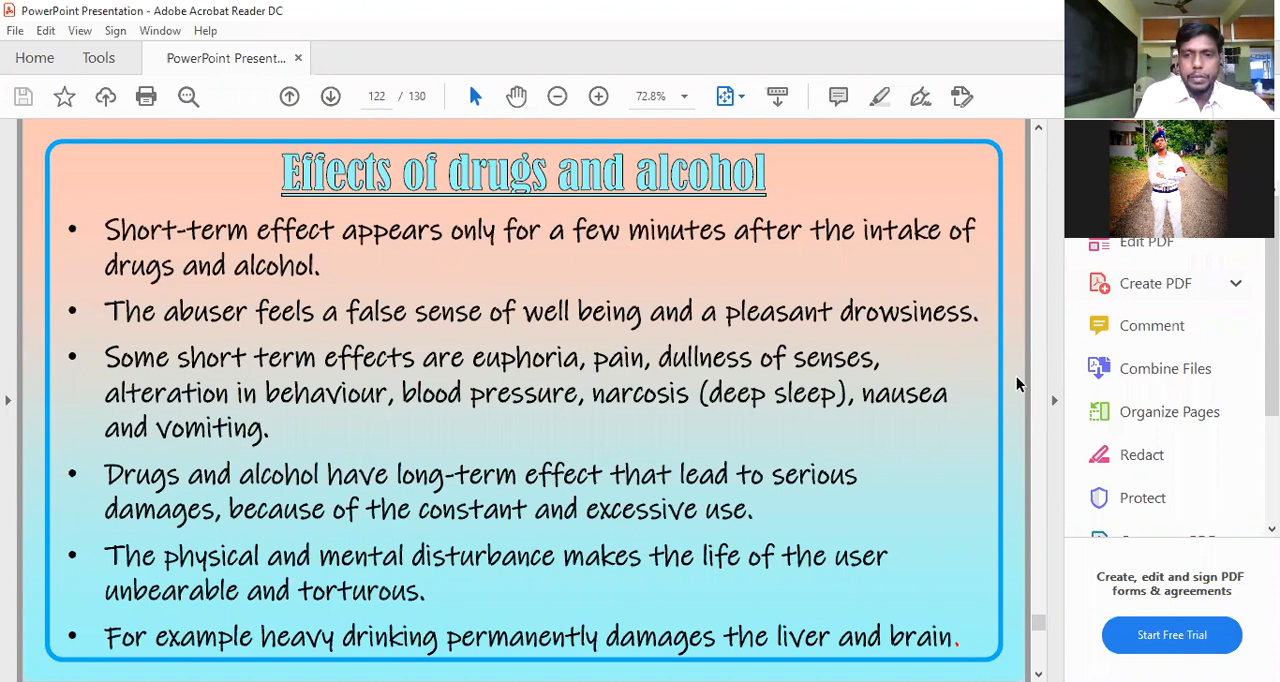 PowerPoint Presentation - Adobe Acrobat Reader DC
File Edit View Sign Window Help
Home Tools PowerPoint Present... ×
122 / 130 72.8%
Effects of drugs and alcohol
• Short-term effect appears only for a few minutes after the intake of
drugs and alcohol.
• The abuser feels a false sense of well being and a pleasant drowsiness.
• Some short term effects are euphoria, pain, dullness of senses,
alteration in behaviour, blood pressure, narcosis (deep sleep), nausea
and vomiting.
• Drugs and alcohol have long-term effect that lead to serious
damages, because of the constant and excessive use.
• The physical and mental disturbance makes the life of the user
unbearable and torturous.
• For example heavy drinking permanently damages the liver and brain.
Edit PDF
Create PDF
Comment
Combine Files
Organize Pages
Redact
Protect
Create, edit and sign PDF
forms & agreements
Start Free Trial